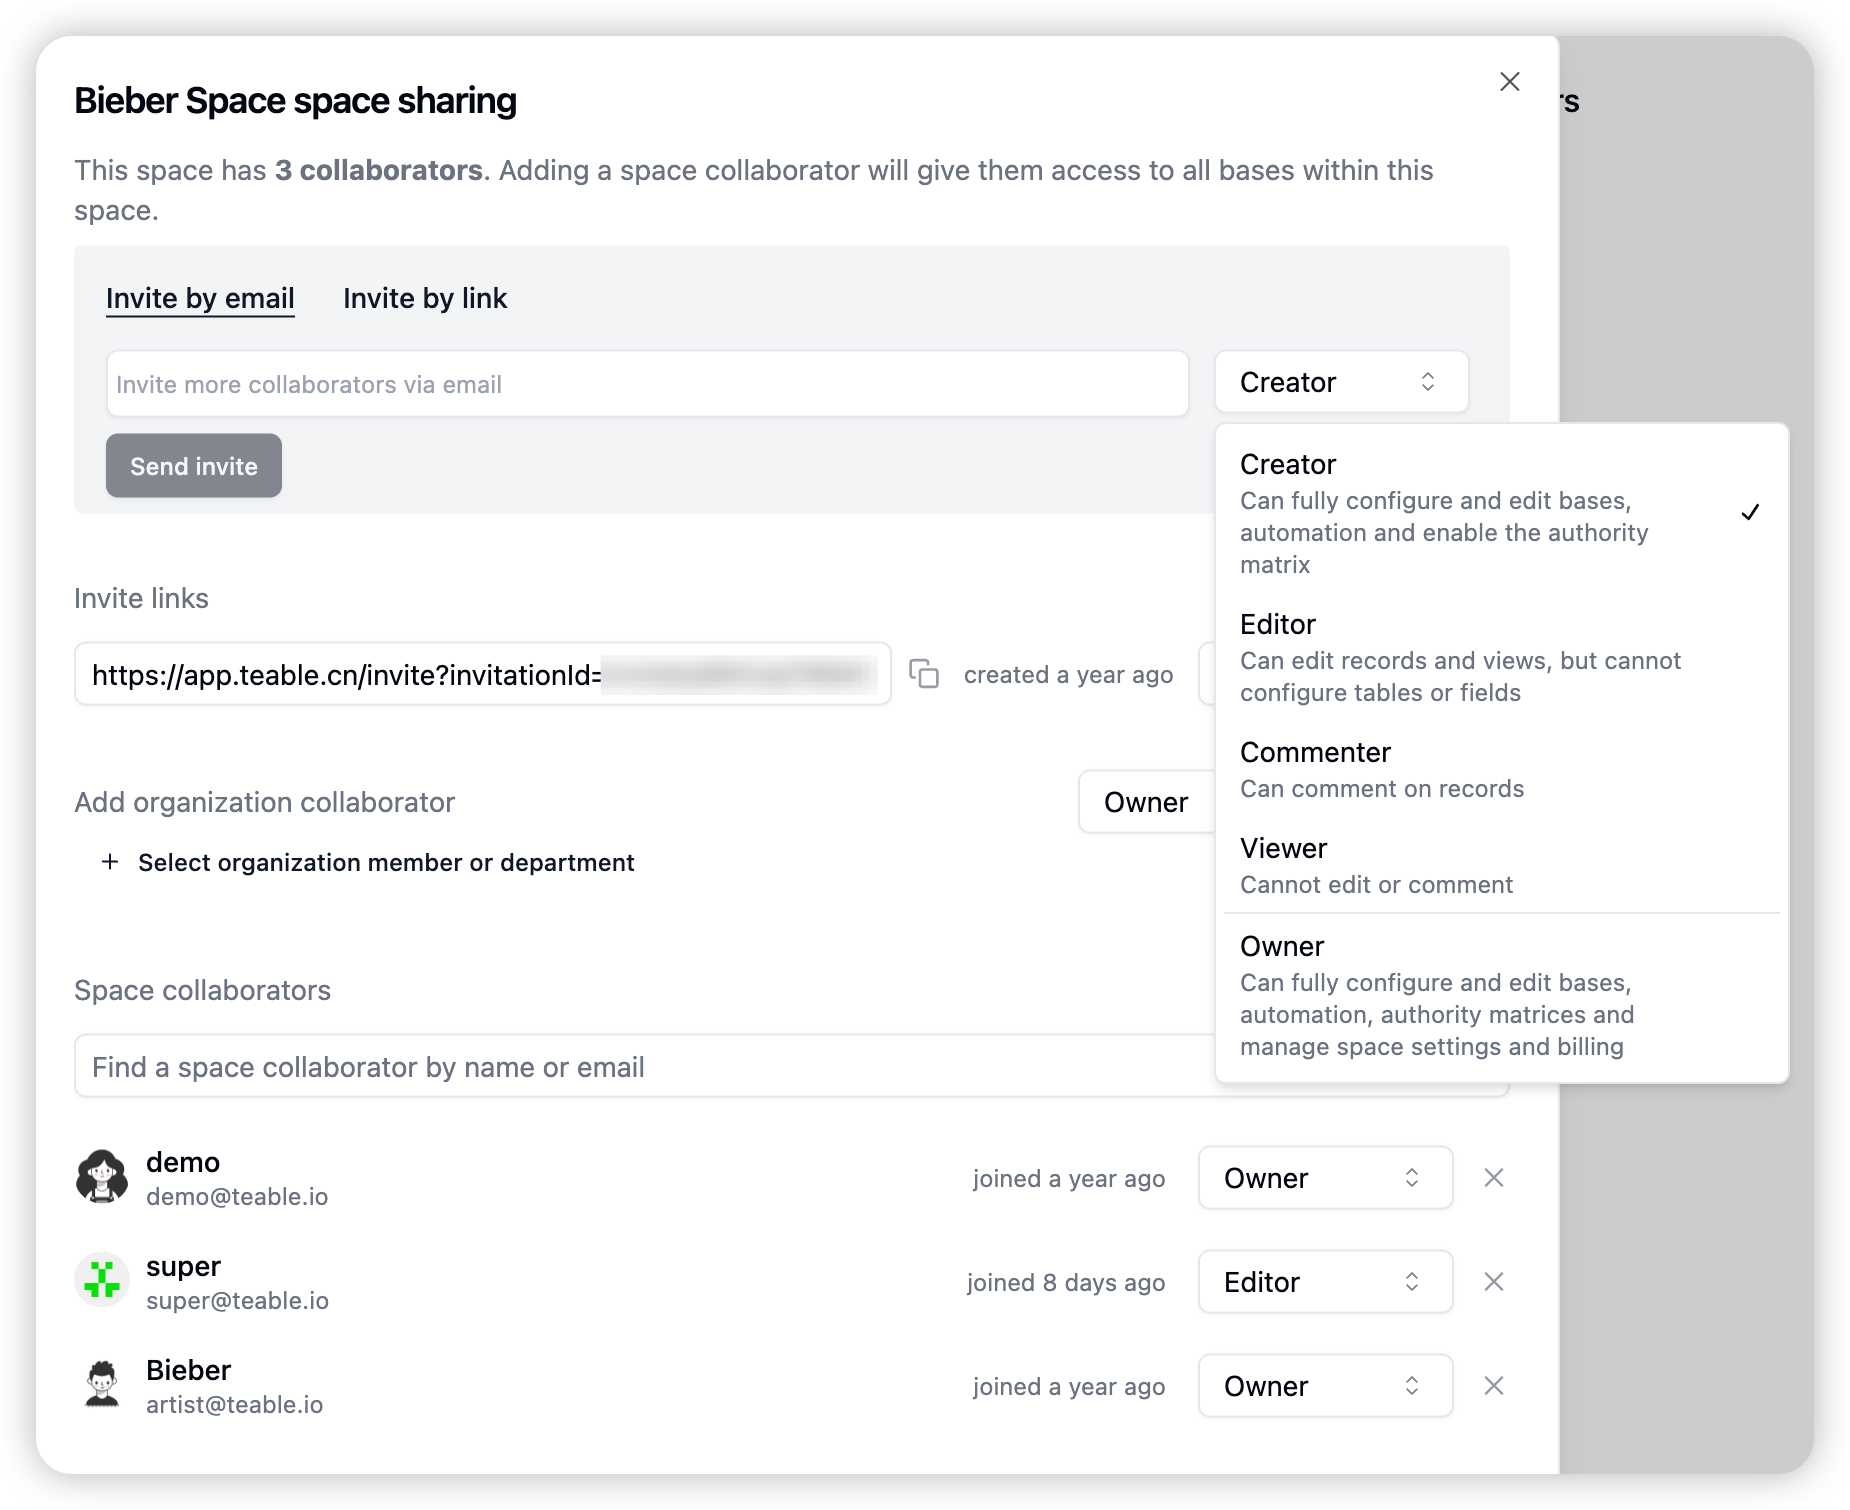 Bieber Space space sharing
rs
This space has 3 collaborators. Adding a space collaborator will give them access to all bases within this
space.
Invite by email
Invite by link
Invite more collaborators via email
Creator
Send invite
Creator
Can fully configure and edit bases,
automation and enable the authority
matrix
Editor
Can edit records and views, but cannot
configure tables or fields
Commenter
Can comment on records
Viewer
Cannot edit or comment
Owner
Can fully configure and edit bases,
automation, authority matrices and
manage space settings and billing
Invite links
https://app.teable.cn/invite?invitationId=
created a year ago
Add organization collaborator
Owner
+ Select organization member or department
Space collaborators
Find a space collaborator by name or email
demo
demo@teable.io
joined a year ago
Owner
super
super@teable.io
joined 8 days ago
Editor
Bieber
artist@teable.io
joined a year ago
Owner